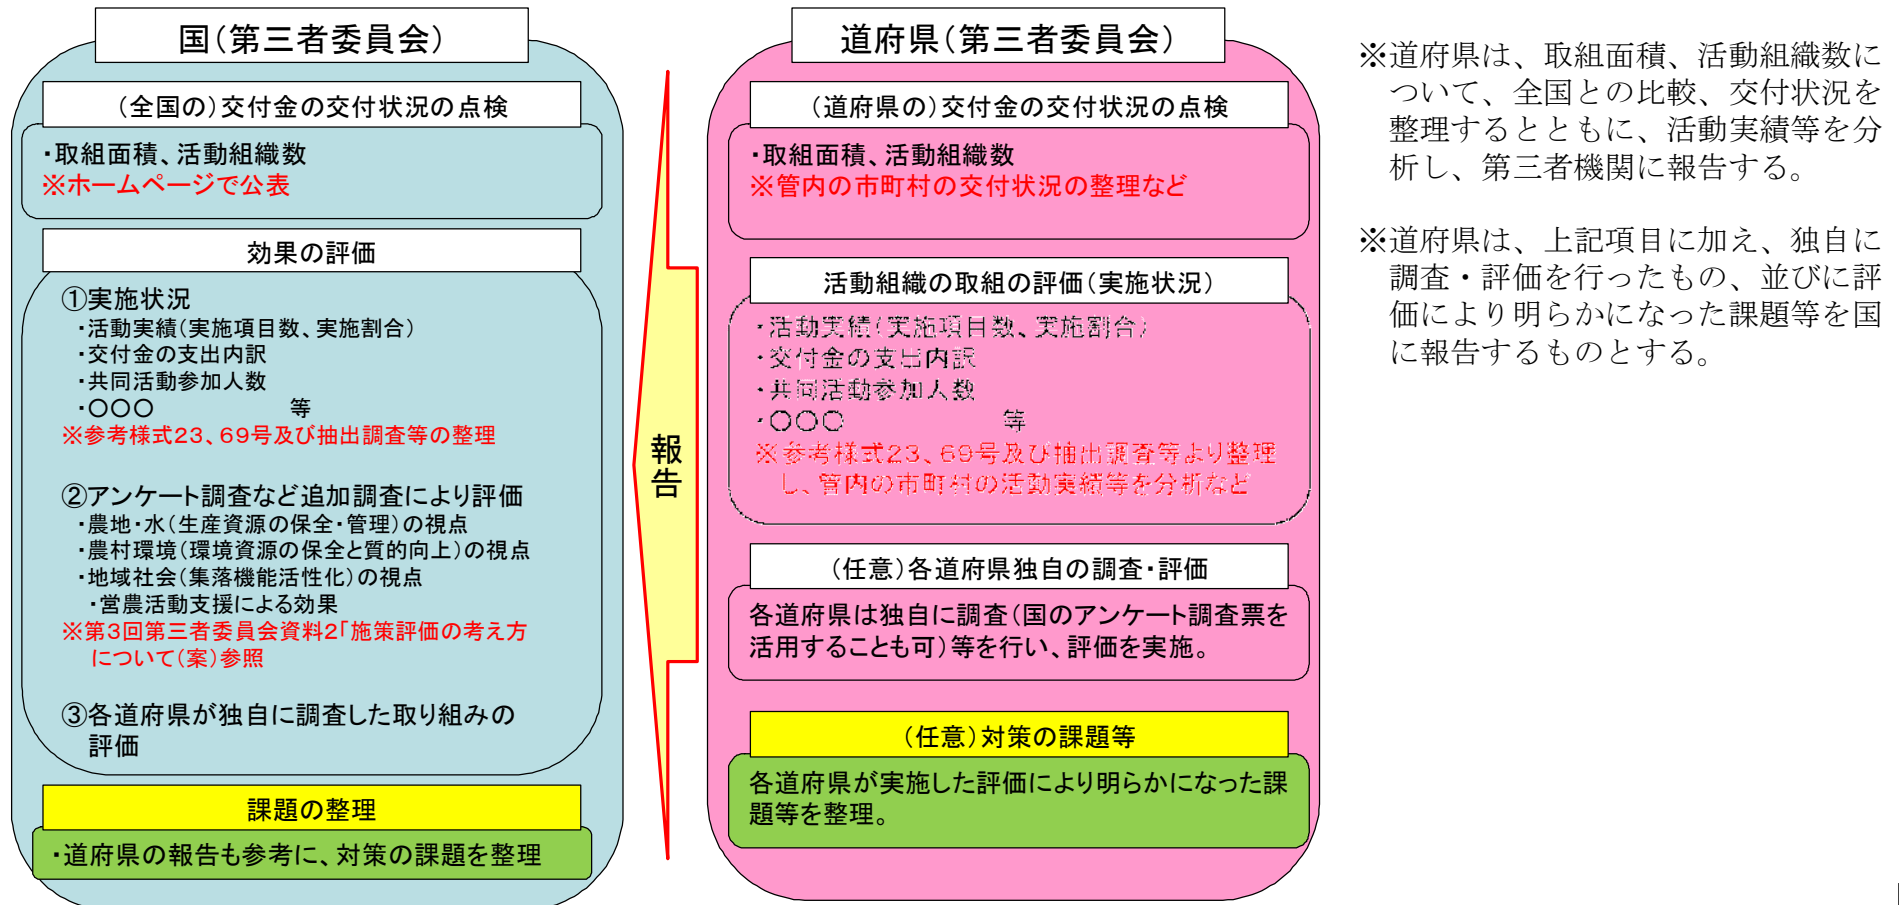 国(第三者委員会)
(全国の)交付金の交付状況の点検
・取組面積、活動組織数
※ホームページで公表
効果の評価
①実施状況
・活動実績(実施項目数、実施割合)
・交付金の支出内訳
・共同活動参加人数
・〇〇〇　　　　　等
※参考様式23、69号及び抽出調査等の整理
②アンケート調査など追加調査により評価
・農地・水(生産資源の保全・管理)の視点
・農村環境(環境資源の保全と質的向上)の視点
・地域社会(集落機能活性化)の視点
・営農活動支援による効果
※第3回第三者委員会資料2「施策評価の考え方
について(案)参照
③各道府県が独自に調査した取り組みの
評価
課題の整理
・道府県の報告も参考に、対策の課題を整理
報告
道府県(第三者委員会)
(道府県の)交付金の交付状況の点検
・取組面積、活動組織数
※管内の市町村の交付状況の整理など
活動組織の取組の評価(実施状況)
・活動実績(実施項目数、実施割合)
・交付金の支出内訳
・共同活動参加人数
・〇〇〇　　　　　等
※参考様式23、69号及び抽出調査等より整理
し、管内の市町村の活動実績等を分析など
(任意)各道府県独自の調査・評価
各道府県は独自に調査(国のアンケート調査票を
活用することも可)等を行い、評価を実施。
(任意)対策の課題等
各道府県が実施した評価により明らかになった課
題等を整理。
※道府県は、取組面積、活動組織数に
ついて、全国との比較、交付状況を
整理するとともに、活動実績等を分
析し、第三者機関に報告する。
※道府県は、上記項目に加え、独自に
調査・評価を行ったもの、並びに評
価により明らかになった課題等を国
に報告するものとする。